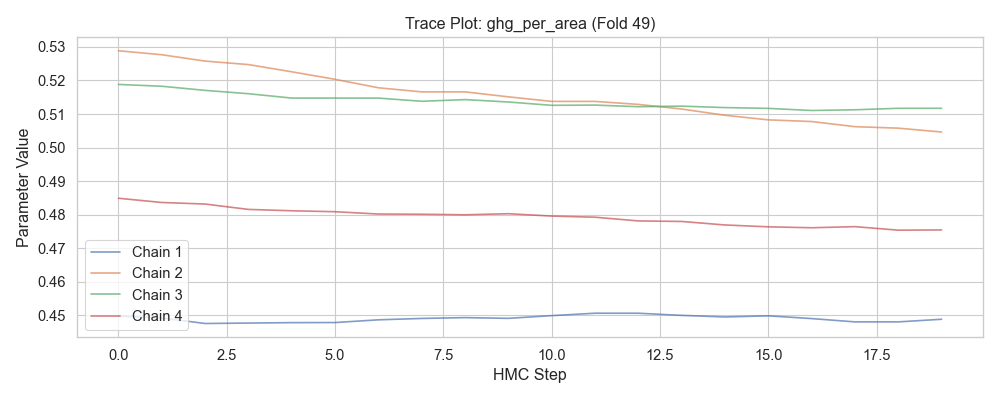 Trace Plot: ghg_per_area (Fold 49)
Parameter Value
0.53
0.52
0.51
0.50
0.49
0.48
0.47
0.46
0.45
Chain 1
Chain 2
Chain 3
Chain 4
0.0 2.5 5.0 7.5 10.0 12.5 15.0 17.5
HMC Step